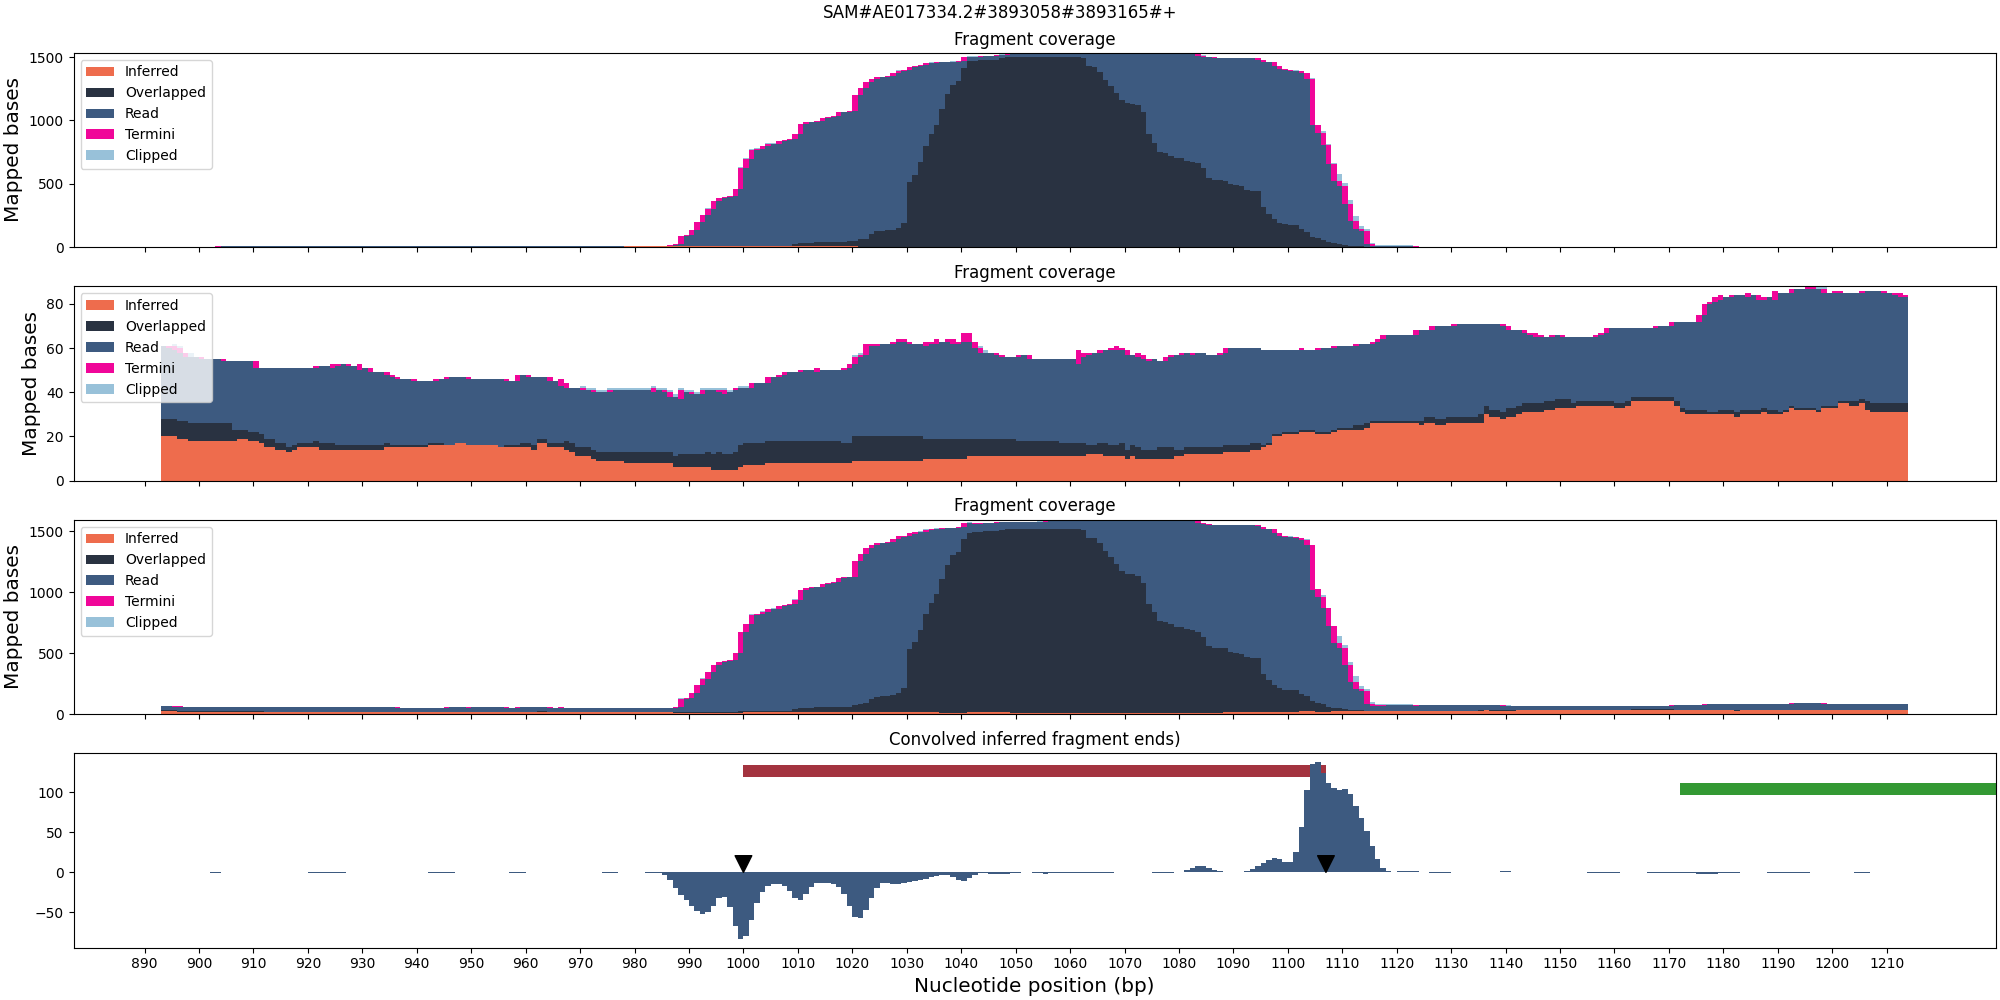 SAM#AE017334.2#3893058#3893165#+
Fragment coverage
Mapped bases
1500
1000
500
0
Inferred
Overlapped
Read
Termini
Clipped
Fragment coverage
Mapped bases
80
60
40
20
0
Inferred
Overlapped
Read
Termini
Clipped
Fragment coverage
Mapped bases
1500
1000
500
0
Inferred
Overlapped
Read
Termini
Clipped
Convolved inferred fragment ends)
100
50
0
−50
890 900 910 920 930 940 950 960 970 980 990 1000 1010 1020 1030 1040 1050 1060 1070 1080 1090 1100 1110 1120 1130 1140 1150 1160 1170 1180 1190 1200 1210
Nucleotide position (bp)